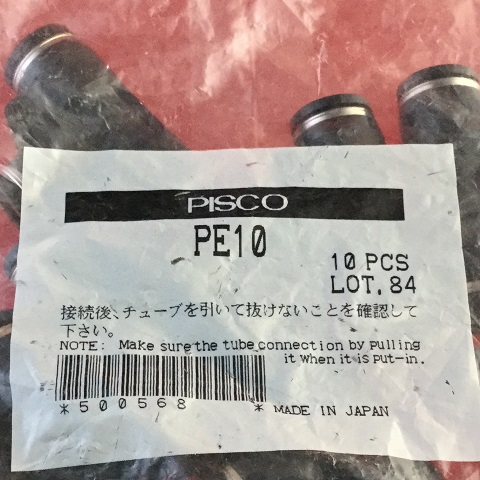 PISCO
PE10
10 PCS
LOT. 84
接続後、チューブを引いて抜けないことを確認して
下さい。
NOTE: Make sure the tube connection by pulling
it when it is put-in.
*500568 *
MADE IN JAPAN